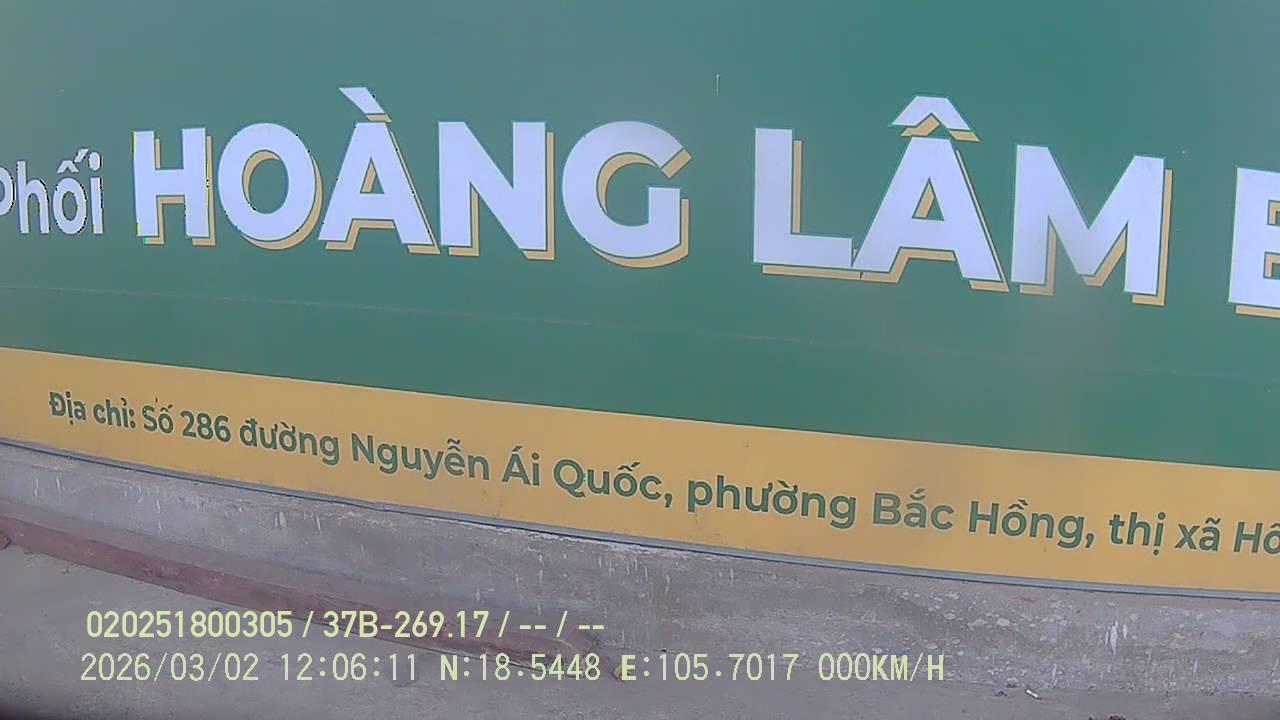 Phối HOÀNG LÂM
Địa chỉ: Số 286 đường Nguyễn Ái Quốc, phường Bắc Hồng, thị xã
020251800305 / 37B-269.17 / -- / --
2026/03/02 12:06:11 N:18.5448 E:105.7017 000KM/H